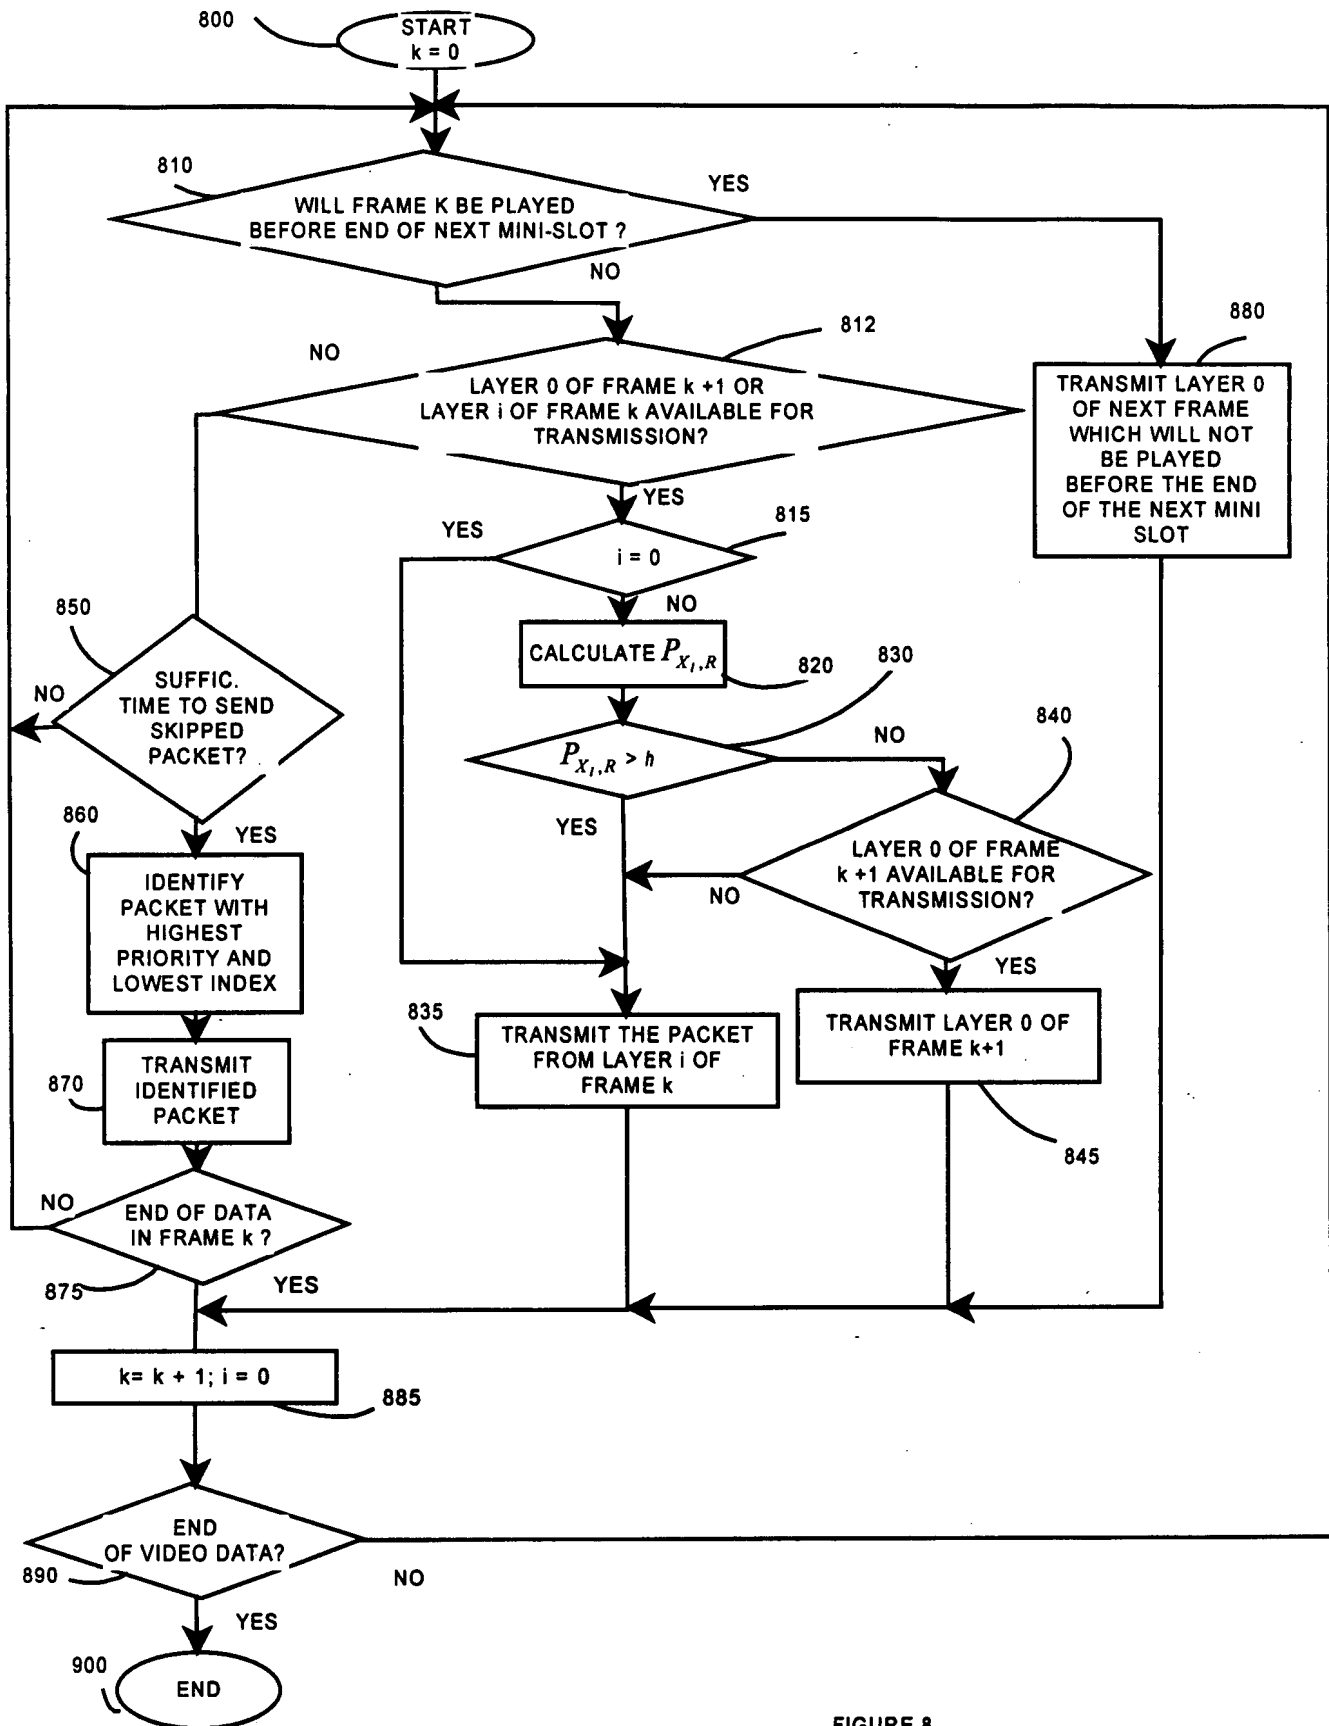 800
START
k = 0
810
YES
WILL FRAME K BE PLAYED
BEFORE END OF NEXT MINI-SLOT ?
NO
812
880
NO
LAYER 0 OF FRAME k +1 OR
LAYER i OF FRAME k AVAILABLE FOR
TRANSMISSION?
TRANSMIT LAYER 0
OF NEXT FRAME
WHICH WILL NOT
BE PLAYED
BEFORE THE END
OF THE NEXT MINI
SLOT
YES
YES
815
i = 0
NO
850
CALCULATE P_{X_i,R}
820
830
NO
SUFFIC.
TIME TO SEND
SKIPPED
PACKET?
P_{X_i,R} > h
NO
840
YES
860
YES
LAYER 0 OF FRAME
k +1 AVAILABLE FOR
TRANSMISSION?
NO
IDENTIFY
PACKET WITH
HIGHEST
PRIORITY AND
LOWEST INDEX
YES
835
TRANSMIT THE PACKET
FROM LAYER i OF
FRAME k
TRANSMIT LAYER 0 OF
FRAME k+1
870
TRANSMIT
IDENTIFIED
PACKET
845
NO
END OF DATA
IN FRAME k ?
875
YES
k= k + 1; i = 0
885
END
OF VIDEO DATA?
890
NO
YES
900
END
FIGURE 8